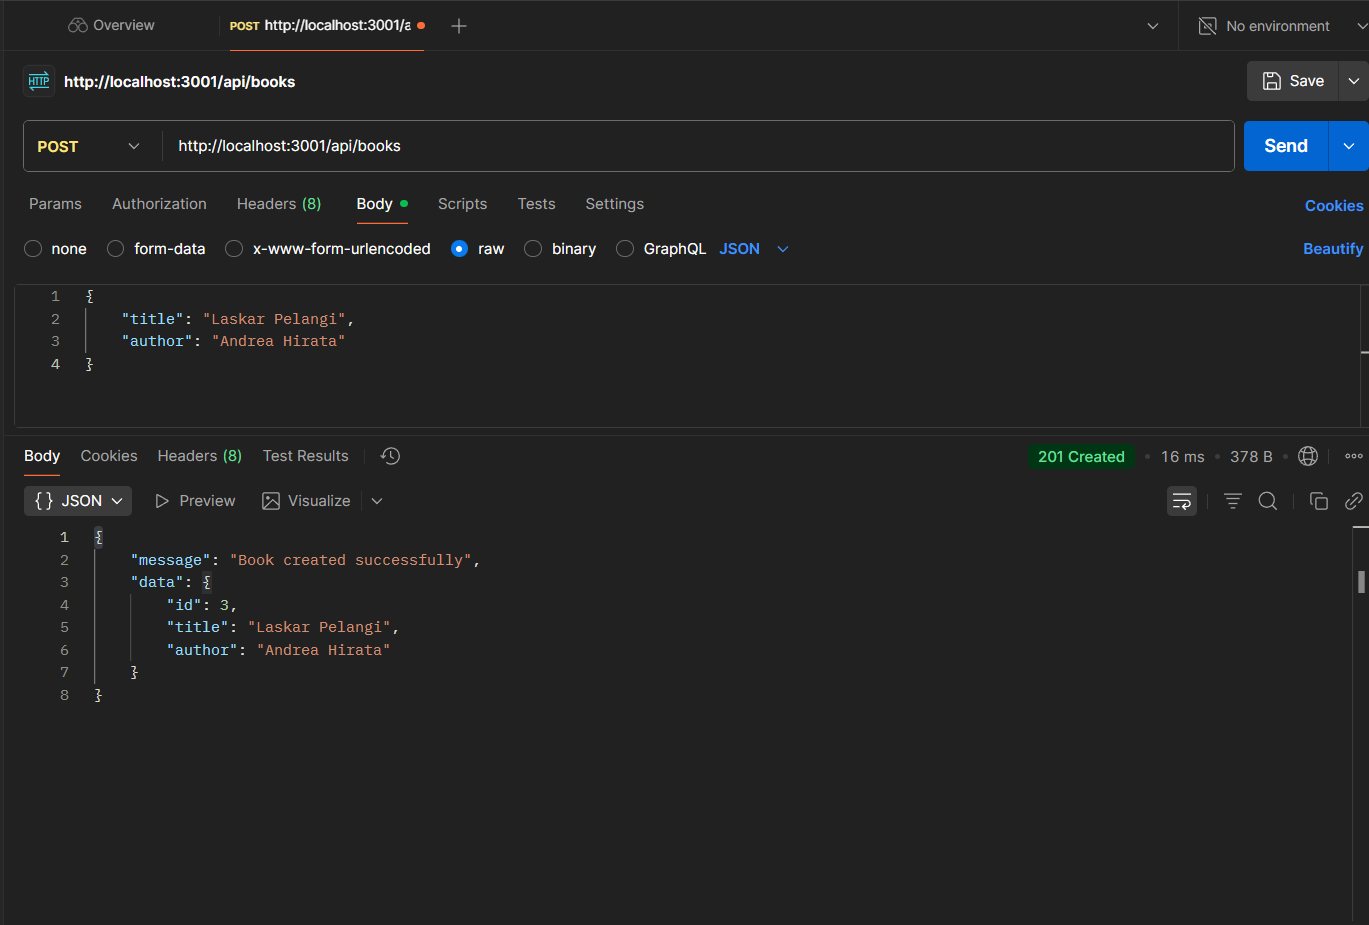 Overview
POST http://localhost:3001/a
No environment
HTTP http://localhost:3001/api/books
Save
POST http://localhost:3001/api/books
Send
Params Authorization Headers (8) Body Scripts Tests Settings
Cookies
none form-data x-www-form-urlencoded raw binary GraphQL JSON
Beautify
1 {
2 "title": "Laskar Pelangi",
3 "author": "Andrea Hirata"
4 }
Body Cookies Headers (8) Test Results
201 Created • 16 ms • 378 B
{} JSON Preview Visualize
1 {
2 "message": "Book created successfully",
3 "data": {
4 "id": 3,
5 "title": "Laskar Pelangi",
6 "author": "Andrea Hirata"
7 }
8 }